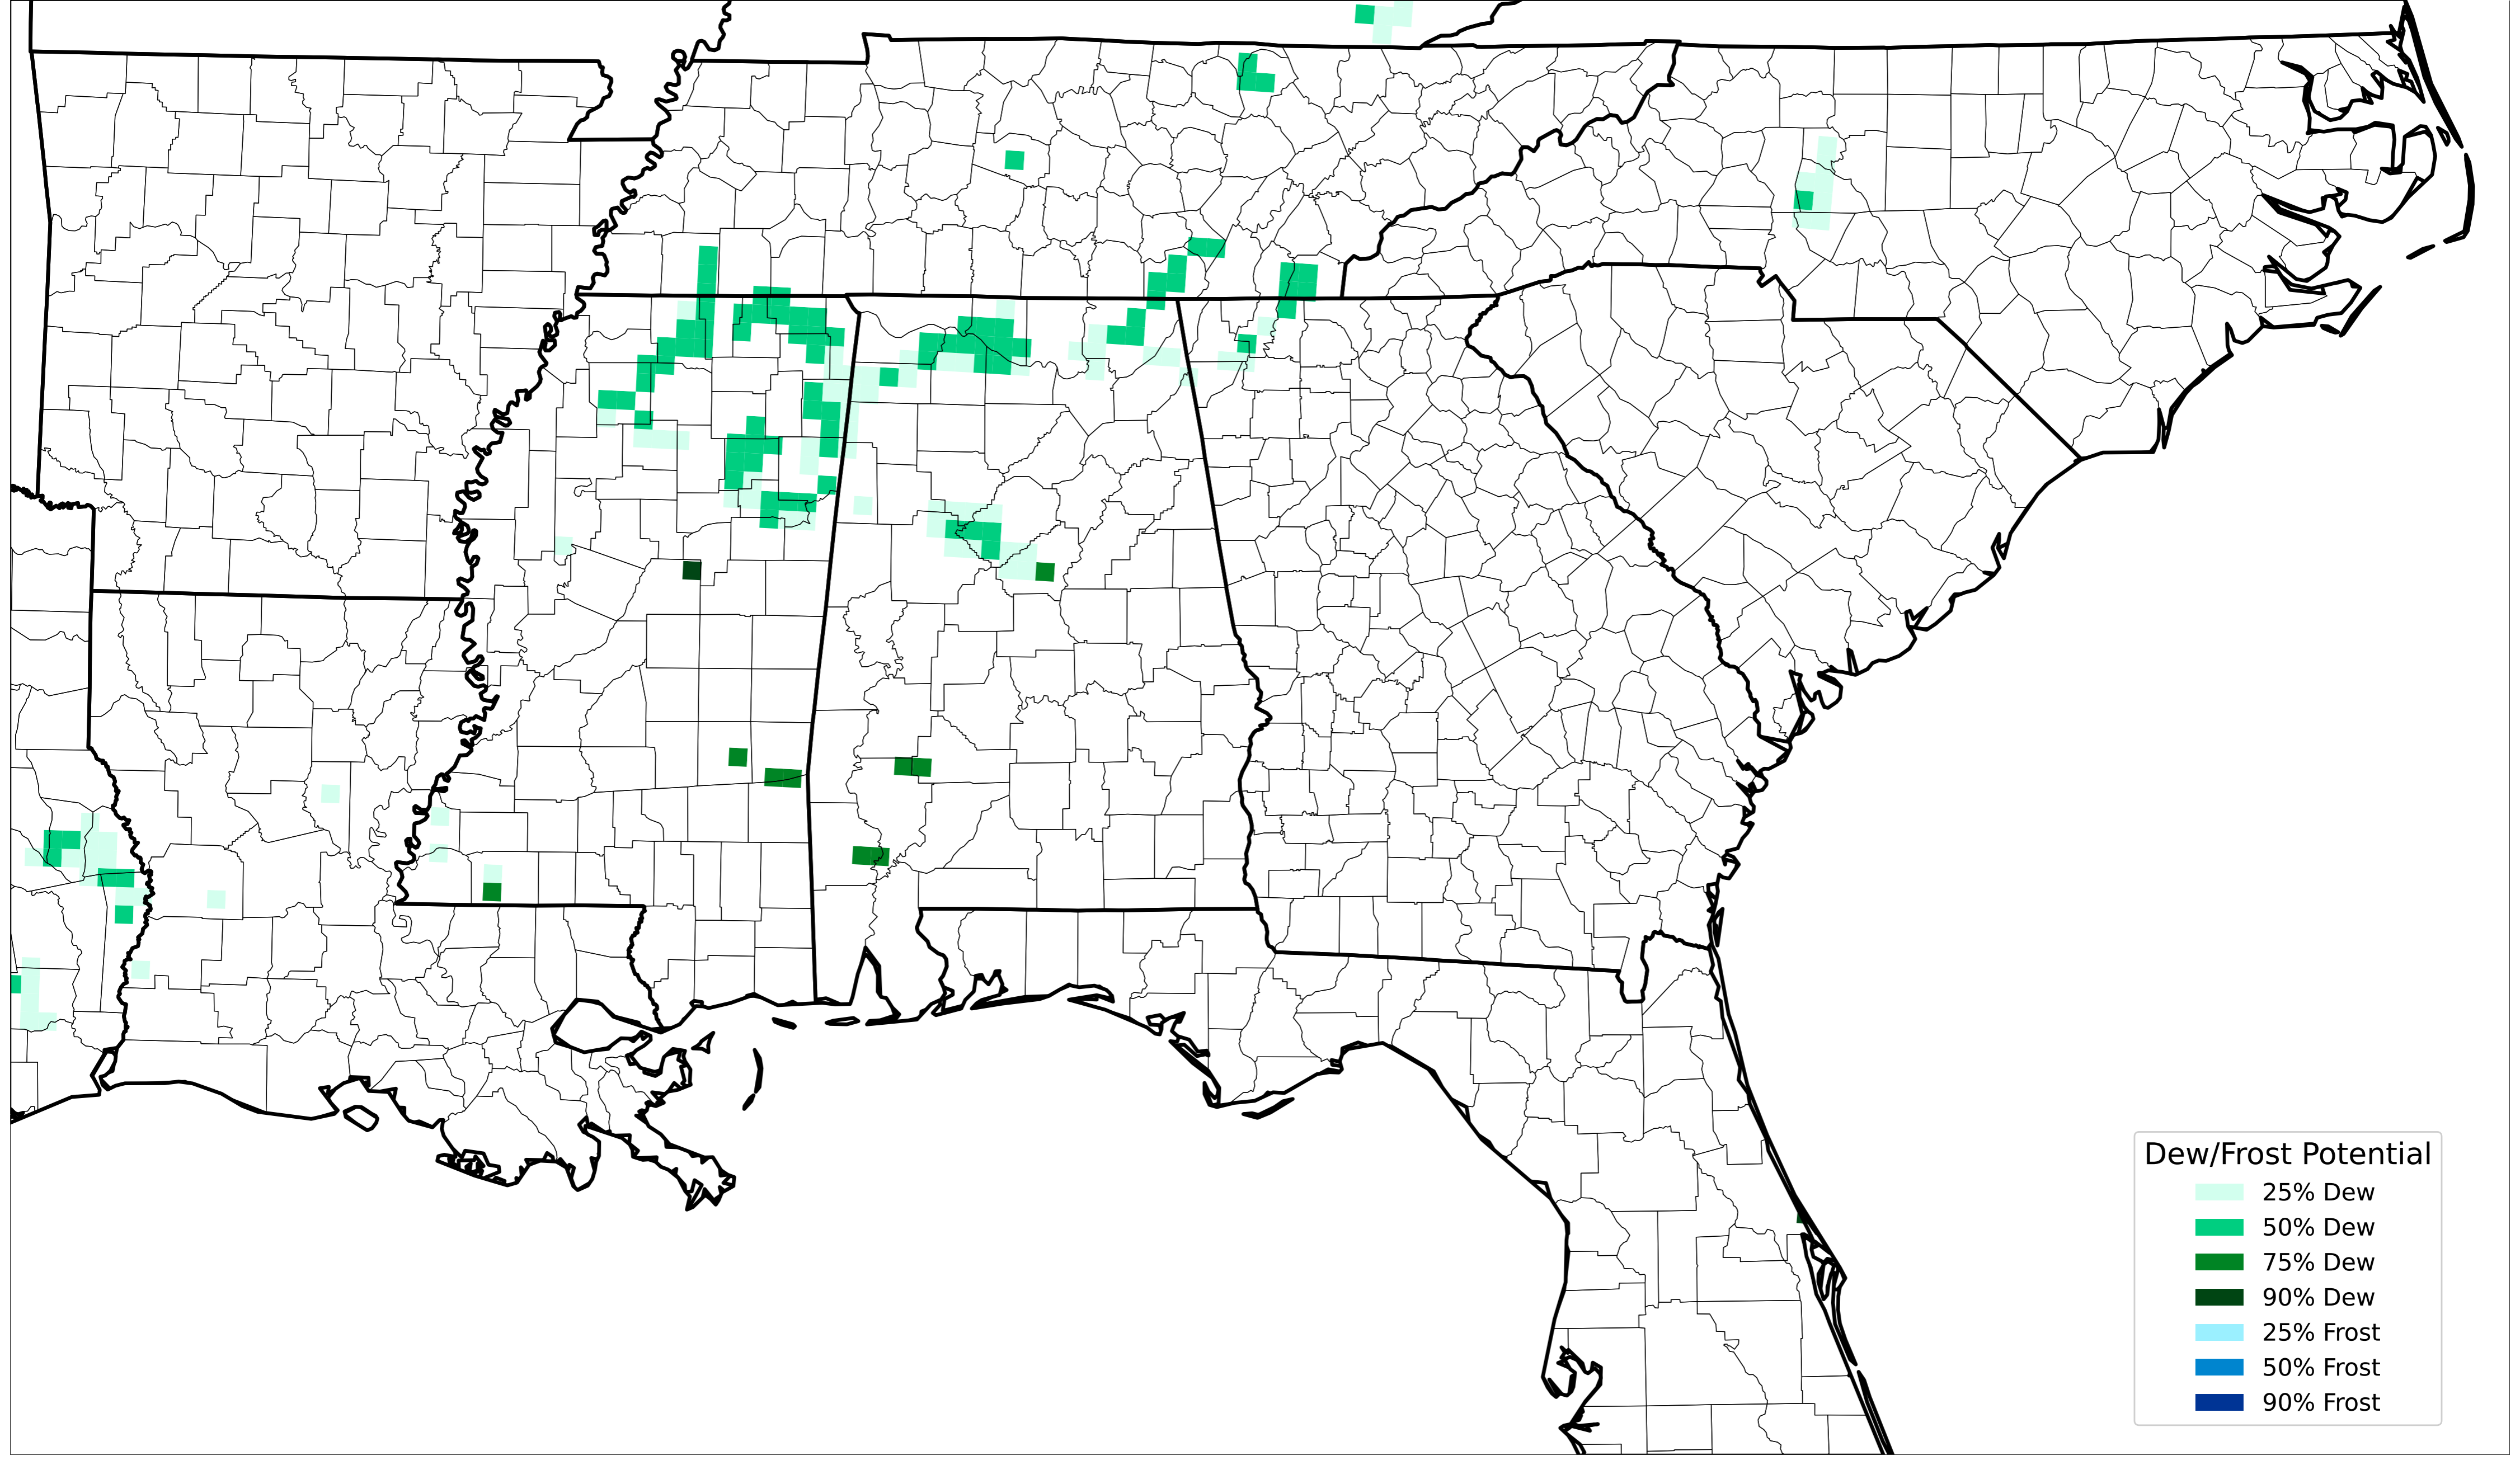 Dew/Frost Potential
25% Dew
50% Dew
75% Dew
90% Dew
25% Frost
50% Frost
90% Frost